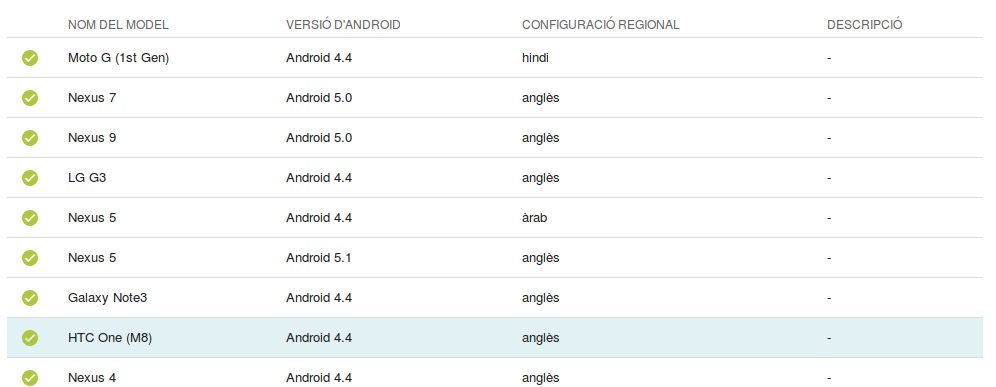 NOM DEL MODEL VERSIÓ D'ANDROID CONFIGURACIÓ REGIONAL DESCRIPCIÓ
Moto G (1st Gen) Android 4.4 hindi -
Nexus 7 Android 5.0 anglès -
Nexus 9 Android 5.0 anglès -
LG G3 Android 4.4 anglès -
Nexus 5 Android 4.4 àrab -
Nexus 5 Android 5.1 anglès -
Galaxy Note3 Android 4.4 anglès -
HTC One (M8) Android 4.4 anglès -
Nexus 4 Android 4.4 anglès -